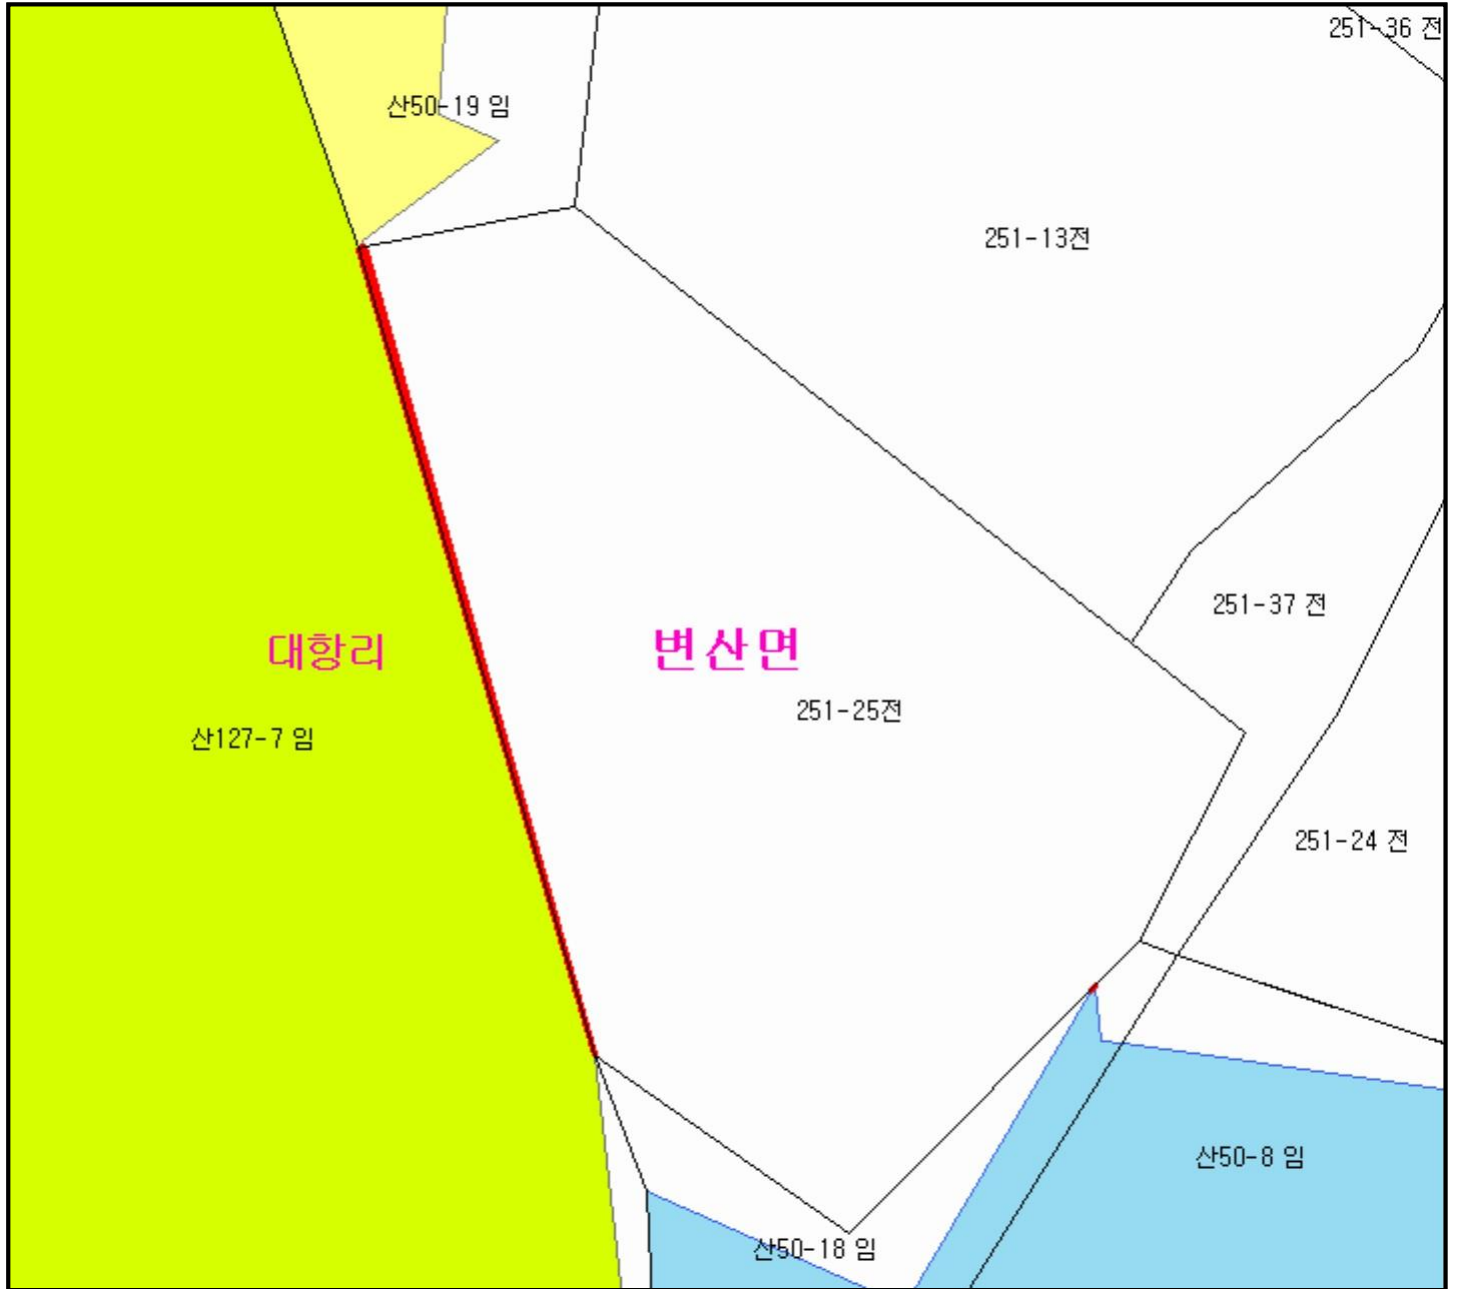 251-36 전
산50-19 임
251-13전
251-37 전
대항리
변산면
251-25전
산127-7 임
251-24 전
산50-8 임
산50-18 임